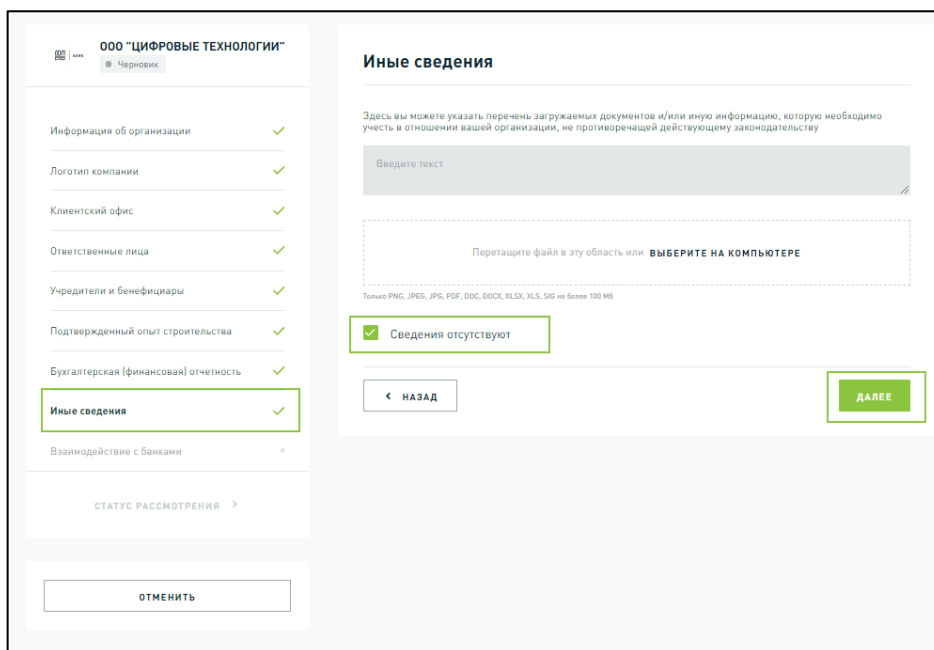 ООО "ЦИФРОВЫЕ ТЕХНОЛОГИИ"
Черновик
Информация об организации
Логотип компании
Клиентский офис
Ответственные лица
Учредители и бенефициары
Подтвержденный опыт строительства
Бухгалтерская (финансовая) отчетность
Иные сведения
Взаимодействие с банками
СТАТУС РАССМОТРЕНИЯ
ОТМЕНИТЬ
Иные сведения
Здесь вы можете указать перечень загружаемых документов и/или иную информацию, которую необходимо
учесть в отношении вашей организации, не противоречащей действующему законодательству
Введите текст
Перетащите файл в эту область или ВЫБЕРИТЕ НА КОМПЬЮТЕРЕ
Только PNG, JPEG, JPG, PDF, DOC, DOCX, XLSX, XLS, SIG не более 100 Мб
Сведения отсутствуют
НАЗАД
ДАЛЕЕ